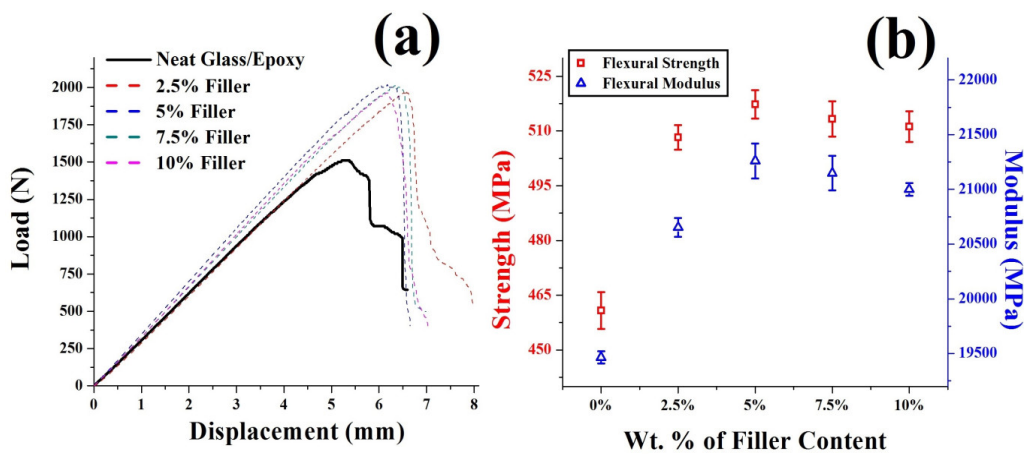 (a)
Neat Glass/Epoxy
2.5% Filler
5% Filler
7.5% Filler
10% Filler
2000
1750
1500
1250
1000
750
500
250
0
Load (N)
0 1 2 3 4 5 6 7 8
Displacement (mm)
(b)
Flexural Strength
Flexural Modulus
525
510
495
480
465
450
Strength (MPa)
22000
21500
21000
20500
20000
19500
Modulus (MPa)
0% 2.5% 5% 7.5% 10%
Wt. % of Filler Content